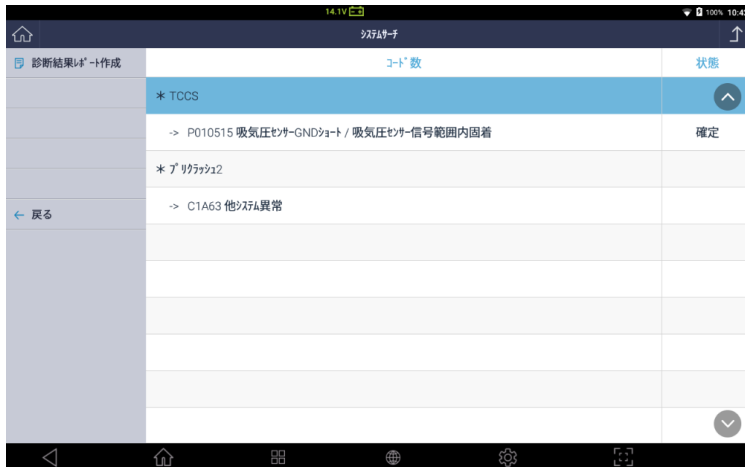 14.1V
100% 10:42
システムサーチ
診断結果レポート作成
コード数
状態
* TCCS
-> P010515 吸気圧センサーGNDショート / 吸気圧センサー信号範囲内固着
確定
* プリクラッシュ2
-> C1A63 他システム異常
← 戻る